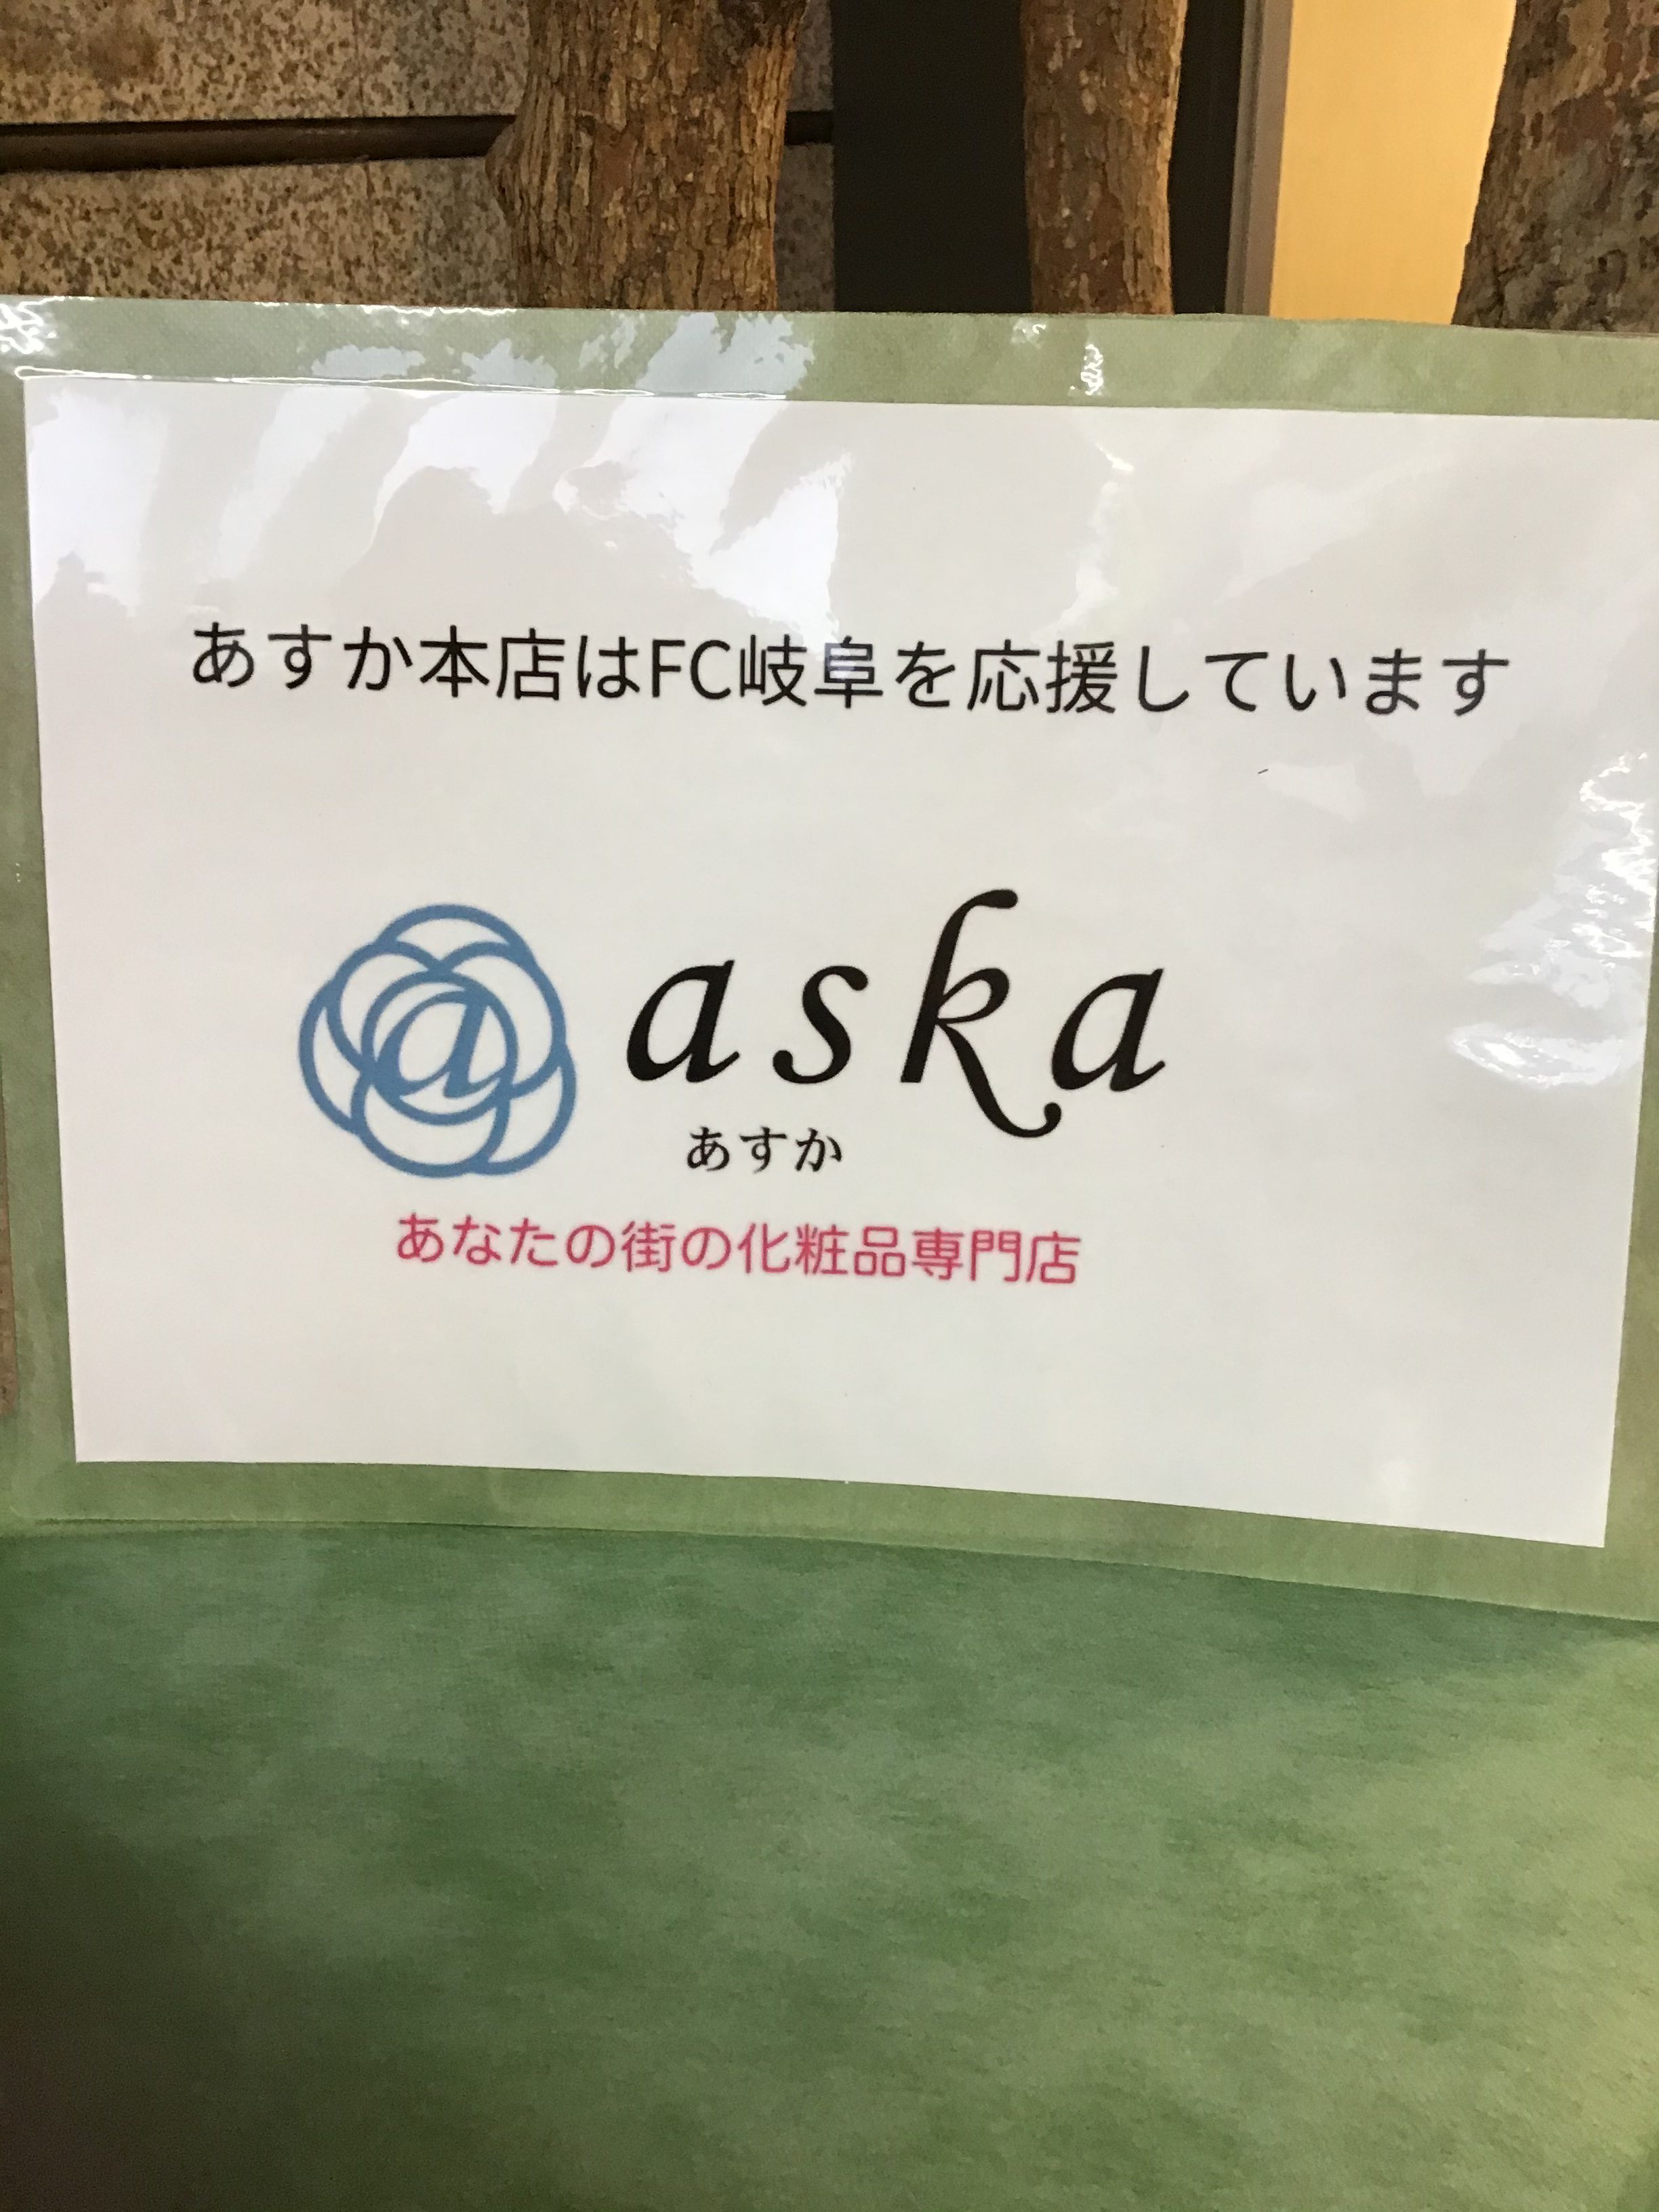 あすか本店はFC岐阜を応援しています
a aska
あすか
あなたの街の化粧品専門店